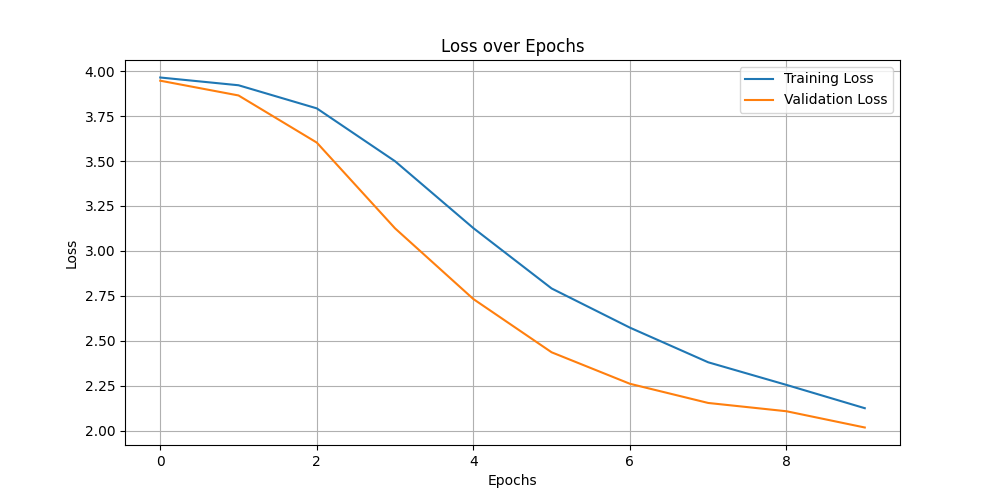 Loss over Epochs
Training Loss
Validation Loss
4.00
3.75
3.50
3.25
3.00
2.75
2.50
2.25
2.00
Loss
0 2 4 6 8
Epochs